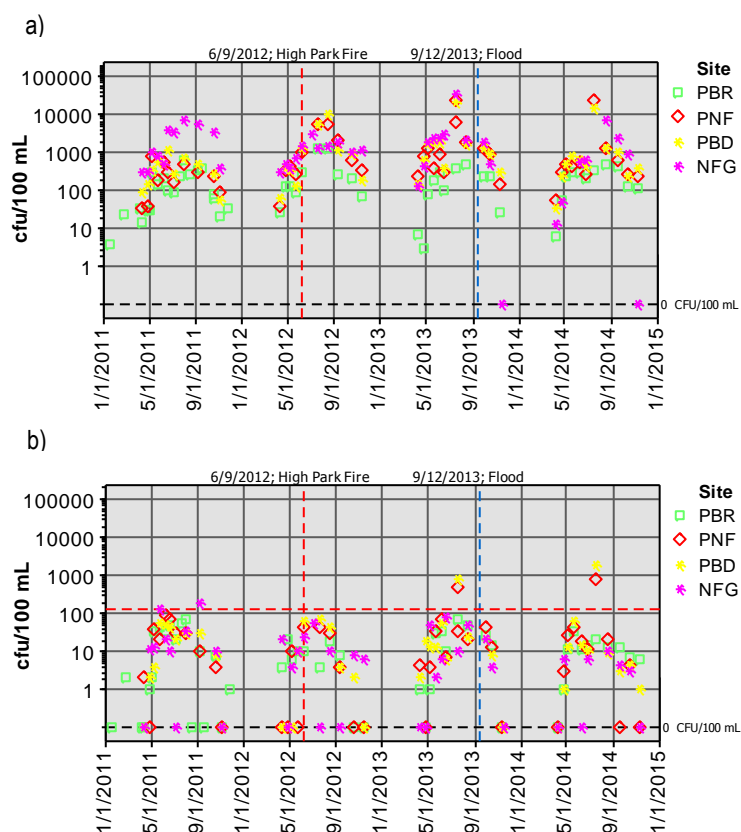 a)
6/9/2012; High Park Fire 9/12/2013; Flood
Site
PBR
PNF
PBD
NFG
cfu/100 mL
100000
10000
1000
100
10
1
0 CFU/100 mL
1/1/2011
5/1/2011
9/1/2011
1/1/2012
5/1/2012
9/1/2012
1/1/2013
5/1/2013
9/1/2013
1/1/2014
5/1/2014
9/1/2014
1/1/2015
b)
6/9/2012; High Park Fire 9/12/2013; Flood
Site
PBR
PNF
PBD
NFG
cfu/100 mL
100000
10000
1000
100
10
1
0 CFU/100 mL
1/1/2011
5/1/2011
9/1/2011
1/1/2012
5/1/2012
9/1/2012
1/1/2013
5/1/2013
9/1/2013
1/1/2014
5/1/2014
9/1/2014
1/1/2015